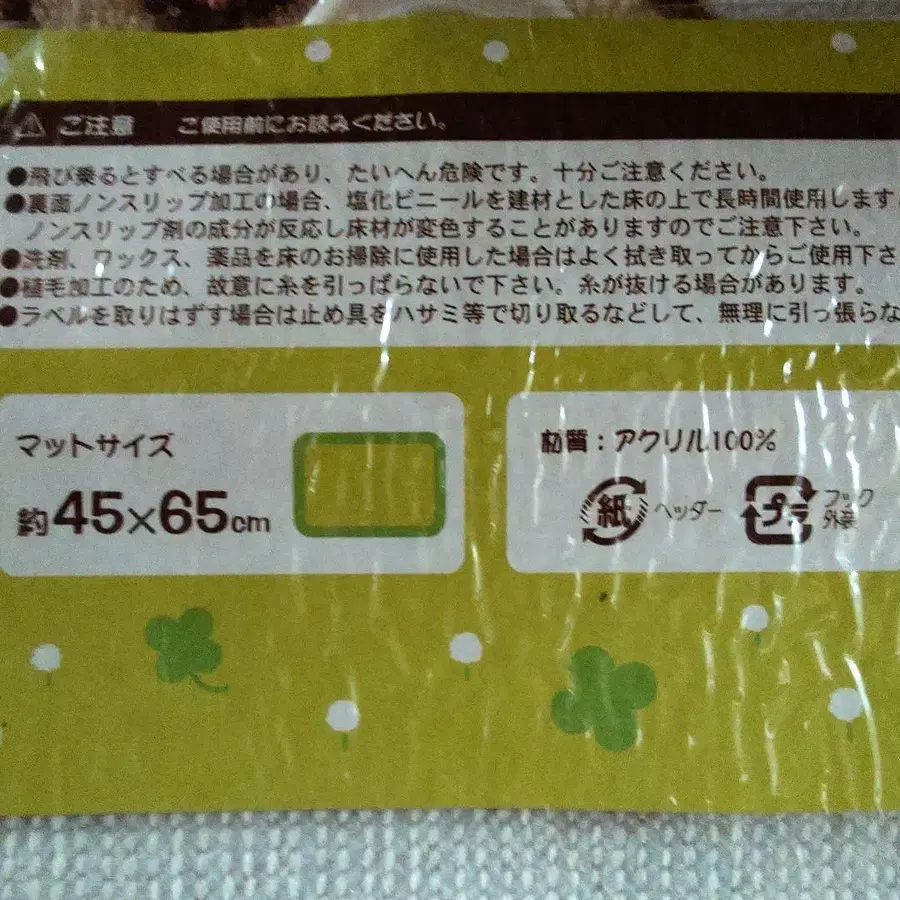 ご注意 ご使用前にお読みください。
●飛び乗るとすべる場合があり、たいへん危険です。十分ご注意ください。
●裏面ノンスリップ加工の場合、塩化ビニールを建材とした床の上で長時間使用します
ノンスリップ剤の成分が反応し床材が変色することがありますのでご注意下さい。
●洗剤、ワックス、薬品を床のお掃除に使用した場合はよく拭き取ってからご使用下さ
●植毛加工のため、故意に糸を引っぱらないで下さい。糸が抜ける場合があります。
●ラベルを取りはずす場合は止め具をハサミ等で切り取るなどして、無理に引っ張らな
マットサイズ
約45×65cm
材質：アクリル100%
紙 ヘッダー プラ フック
外装